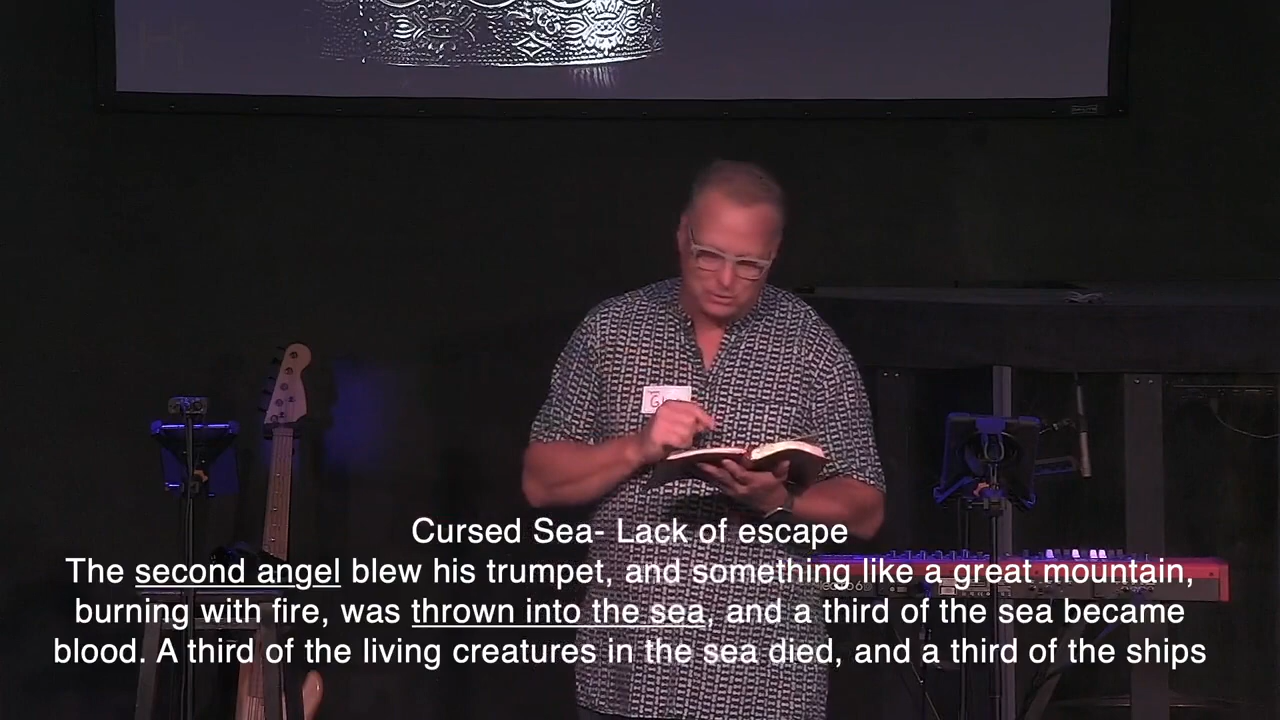 Cursed Sea- Lack of escape
The second angel blew his trumpet, and something like a great mountain,
burning with fire, was thrown into the sea, and a third of the sea became
blood. A third of the living creatures in the sea died, and a third of the ships